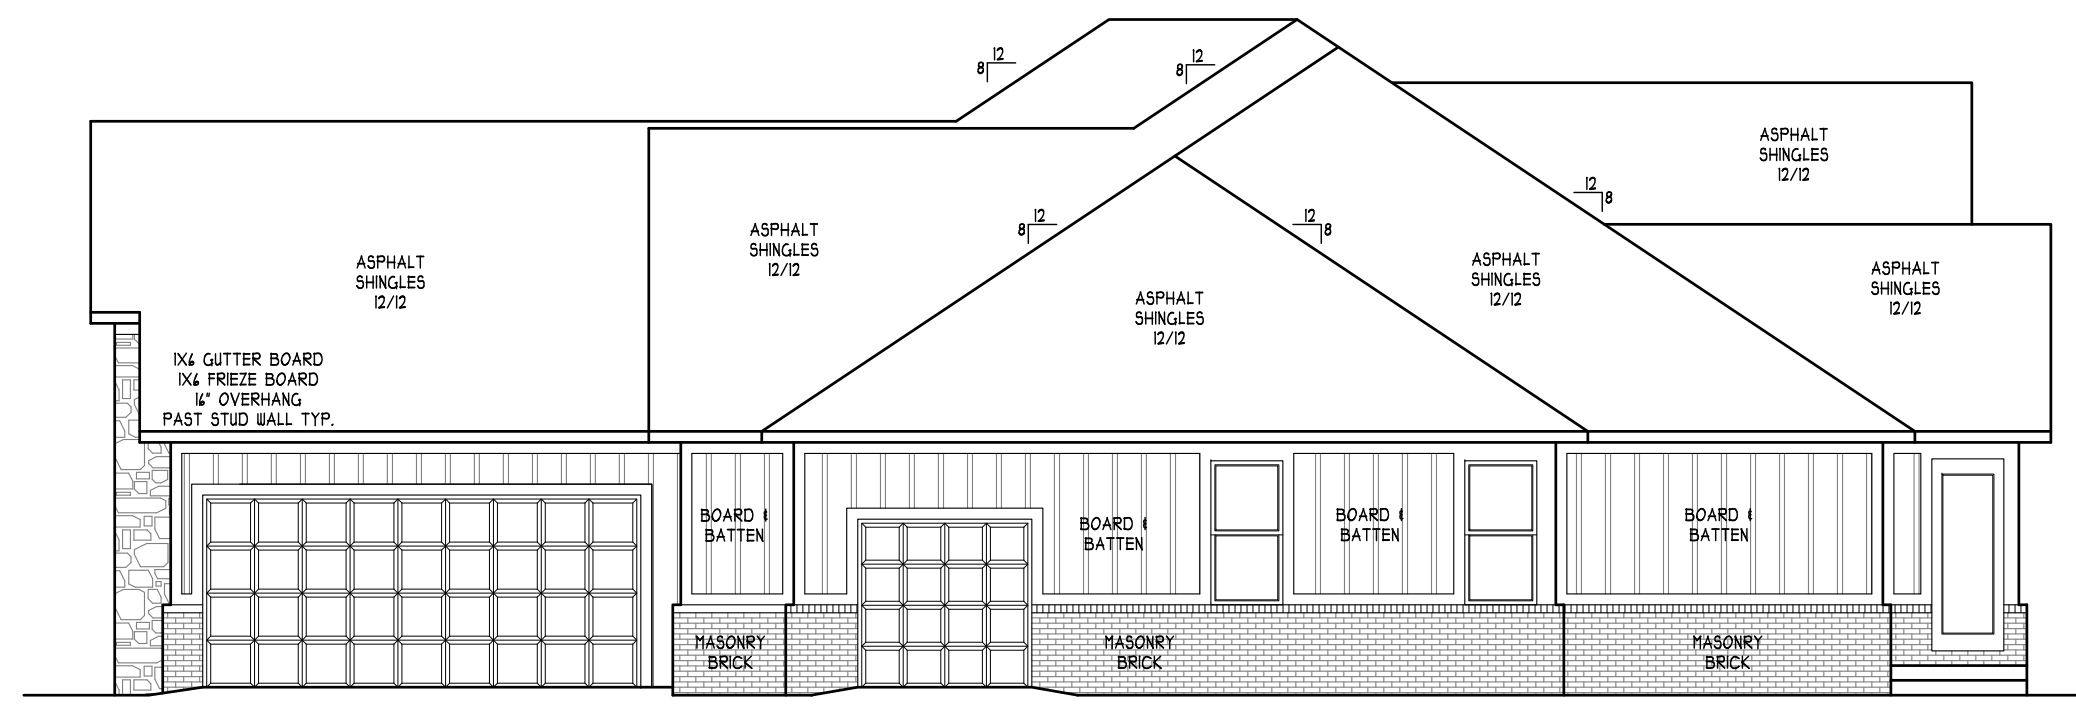 12
8
12
8
ASPHALT
SHINGLES
12/12
12
8
12
8
12
8
ASPHALT
SHINGLES
12/12
ASPHALT
SHINGLES
12/12
ASPHALT
SHINGLES
12/12
ASPHALT
SHINGLES
12/12
ASPHALT
SHINGLES
12/12
1X6 GUTTER BOARD
1X6 FRIEZE BOARD
16" OVERHANG
PAST STUD WALL TYP.
BOARD &
BATTEN
BOARD &
BATTEN
BOARD &
BATTEN
BOARD &
BATTEN
MASONRY
BRICK
MASONRY
BRICK
MASONRY
BRICK